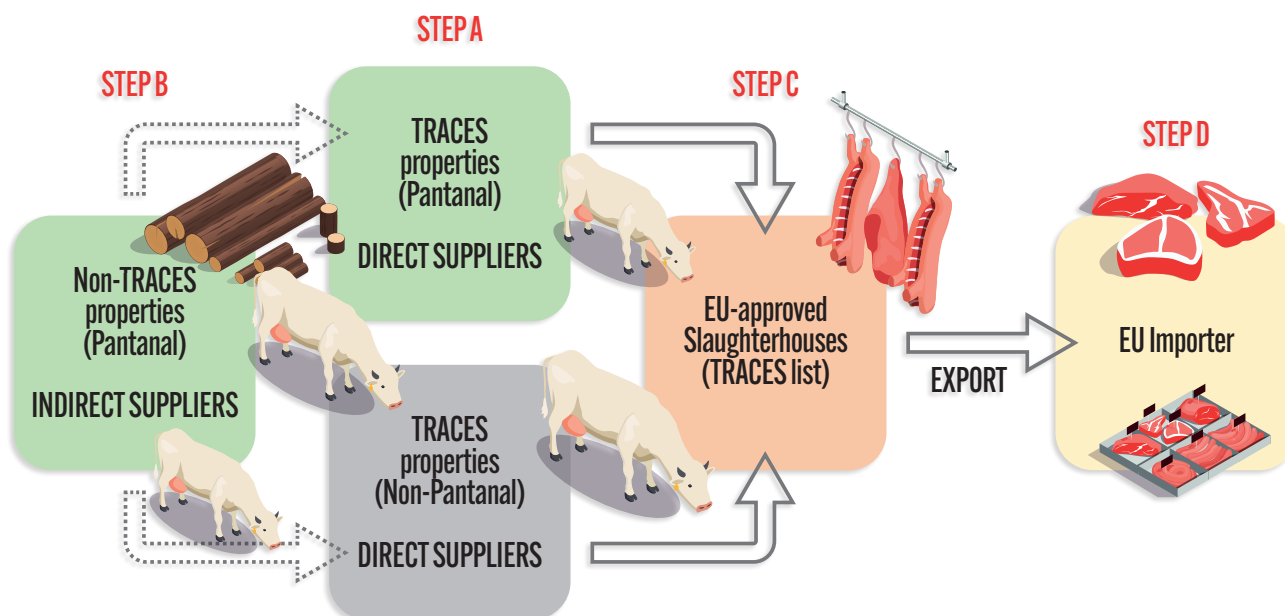 STEP A
STEP B
STEP C
STEP D
TRACES
properties
(Pantanal)
DIRECT SUPPLIERS
Non-TRACES
properties
(Pantanal)
INDIRECT SUPPLIERS
TRACES
properties
(Non-Pantanal)
DIRECT SUPPLIERS
EU-approved
Slaughterhouses
(TRACES list)
EXPORT
EU Importer